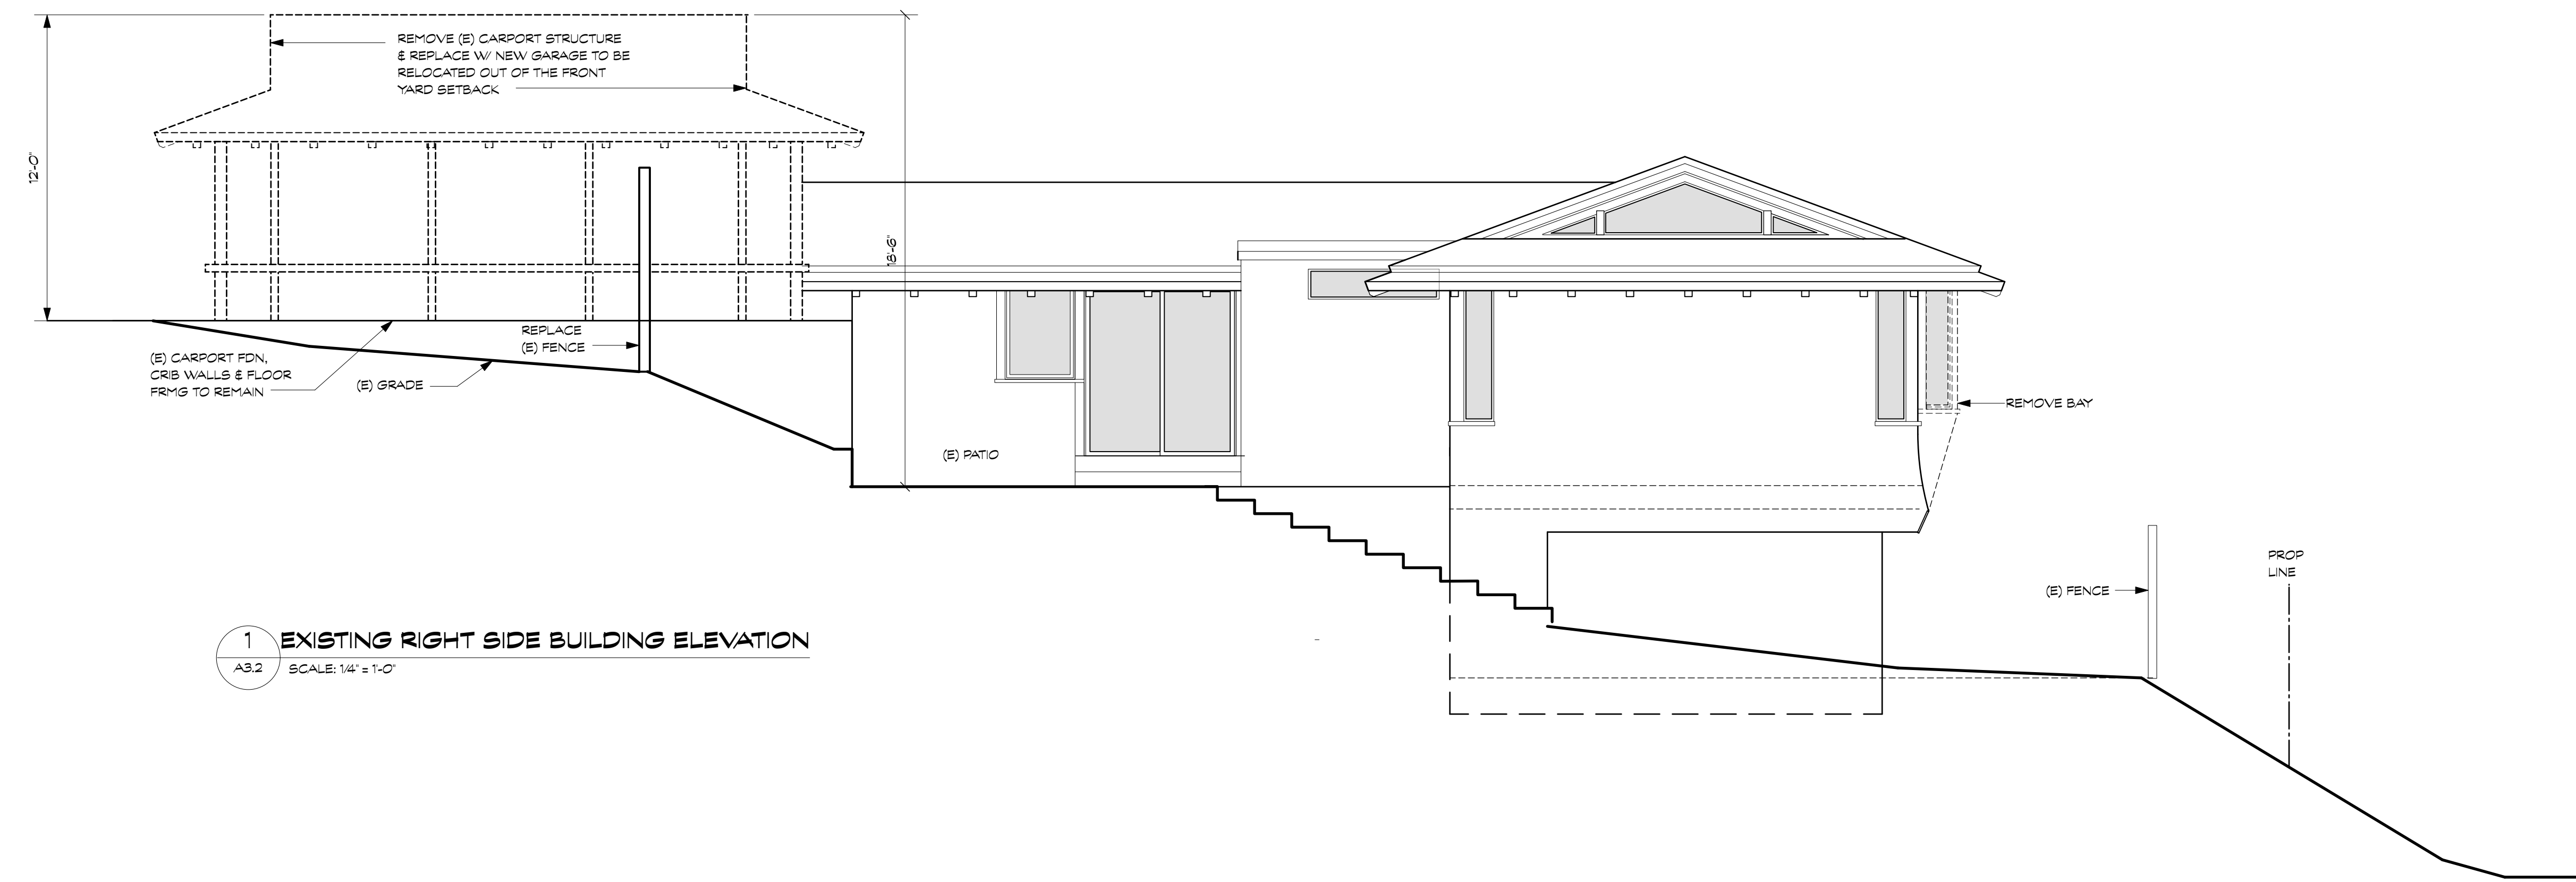 REMOVE (E) CARPORT STRUCTURE
& REPLACE W/ NEW GARAGE TO BE
RELOCATED OUT OF THE FRONT
YARD SETBACK
12'-0"
18'-6"
REPLACE
(E) FENCE
(E) CARPORT FDN,
CRIB WALLS & FLOOR
FRMG TO REMAIN
(E) GRADE
(E) PATIO
REMOVE BAY
PROP
LINE
(E) FENCE
1
EXISTING RIGHT SIDE BUILDING ELEVATION
A3.2
SCALE: 1/4" = 1'-0"